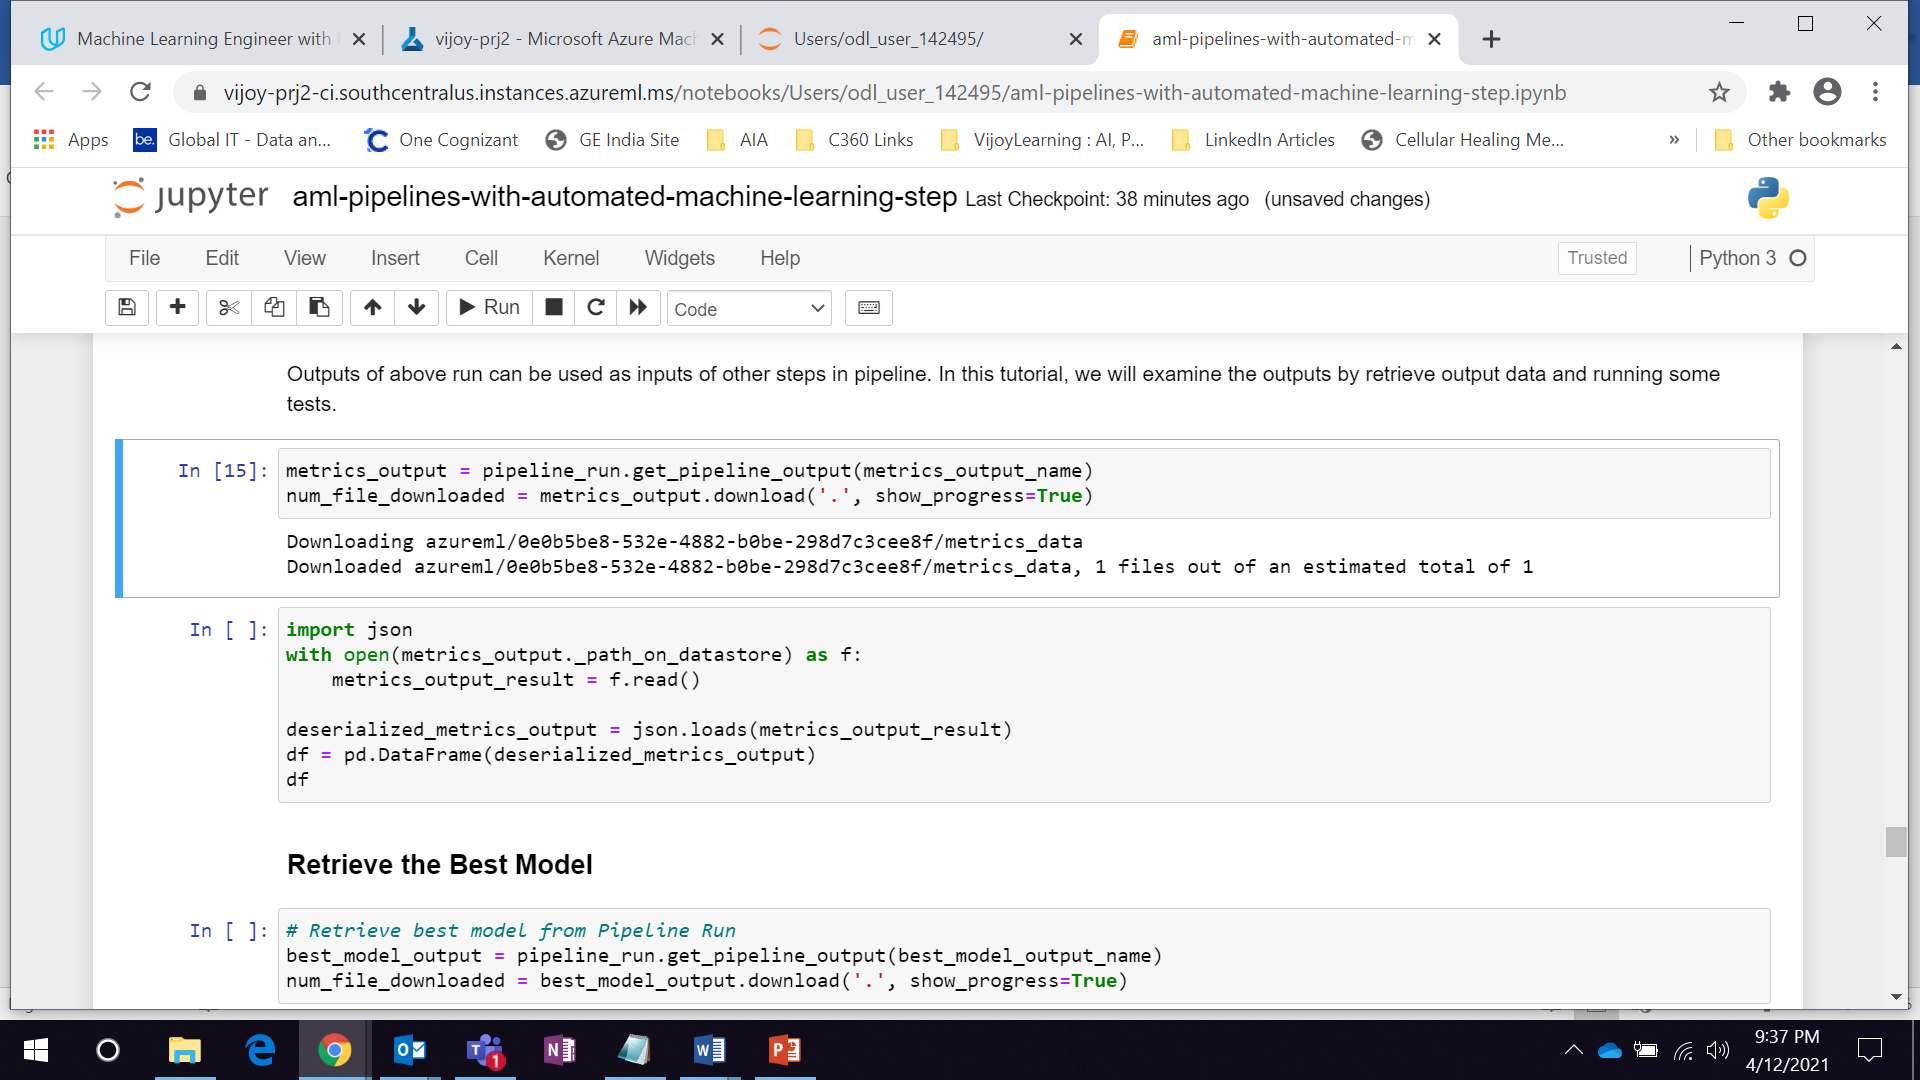 Machine Learning Engineer with
vijoy-prj2 - Microsoft Azure Mac
Users/odl_user_142495/
aml-pipelines-with-automated-m
vijoy-prj2-ci.southcentralus.instances.azureml.ms/notebooks/Users/odl_user_142495/aml-pipelines-with-automated-machine-learning-step.ipynb
Apps
be.
Global IT - Data an...
One Cognizant
GE India Site
AIA
C360 Links
VijoyLearning : AI, P...
LinkedIn Articles
Cellular Healing Me...
»
Other bookmarks
jupyter aml-pipelines-with-automated-machine-learning-step Last Checkpoint: 38 minutes ago (unsaved changes)
File Edit View Insert Cell Kernel Widgets Help Trusted Python 3
Run Code
Outputs of above run can be used as inputs of other steps in pipeline. In this tutorial, we will examine the outputs by retrieve output data and running some
tests.
In [15]: metrics_output = pipeline_run.get_pipeline_output(metrics_output_name)
num_file_downloaded = metrics_output.download('.', show_progress=True)
Downloading azureml/0e0b5be8-532e-4882-b0be-298d7c3cee8f/metrics_data
Downloaded azureml/0e0b5be8-532e-4882-b0be-298d7c3cee8f/metrics_data, 1 files out of an estimated total of 1
In [ ]: import json
with open(metrics_output._path_on_datastore) as f:
    metrics_output_result = f.read()
deserialized_metrics_output = json.loads(metrics_output_result)
df = pd.DataFrame(deserialized_metrics_output)
df
Retrieve the Best Model
In [ ]: # Retrieve best model from Pipeline Run
best_model_output = pipeline_run.get_pipeline_output(best_model_output_name)
num_file_downloaded = best_model_output.download('.', show_progress=True)
9:37 PM
4/12/2021
1